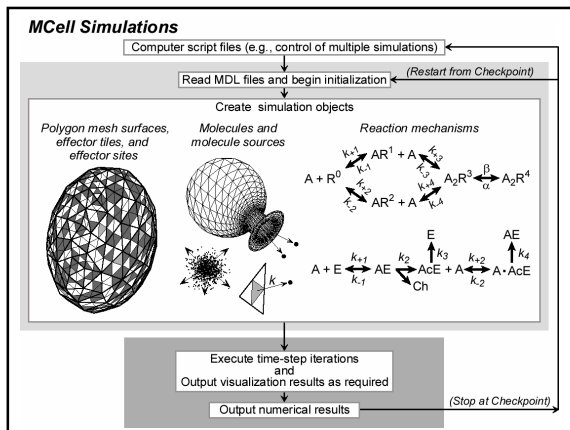 MCell Simulations
Computer script files (e.g., control of multiple simulations)
Read MDL files and begin initialization
(Restart from Checkpoint)
Create simulation objects
Polygon mesh surfaces,
effector tiles, and
effector sites
Molecules and
molecule sources
Reaction mechanisms
k
A + R⁰
k₊₁
k₋₁
AR¹ + A
k₊₃
k₋₃
k₊₂
k₋₂
AR² + A
k₊₄
k₋₄
A₂R³
β
α
A₂R⁴
E
AE
k₃
k₄
A + E
k₊₁
k₋₁
AE
k₂
AcE + A
k₊₂
k₋₂
A·AcE
Ch
Execute time-step iterations
and
Output visualization results as required
Output numerical results
(Stop at Checkpoint)